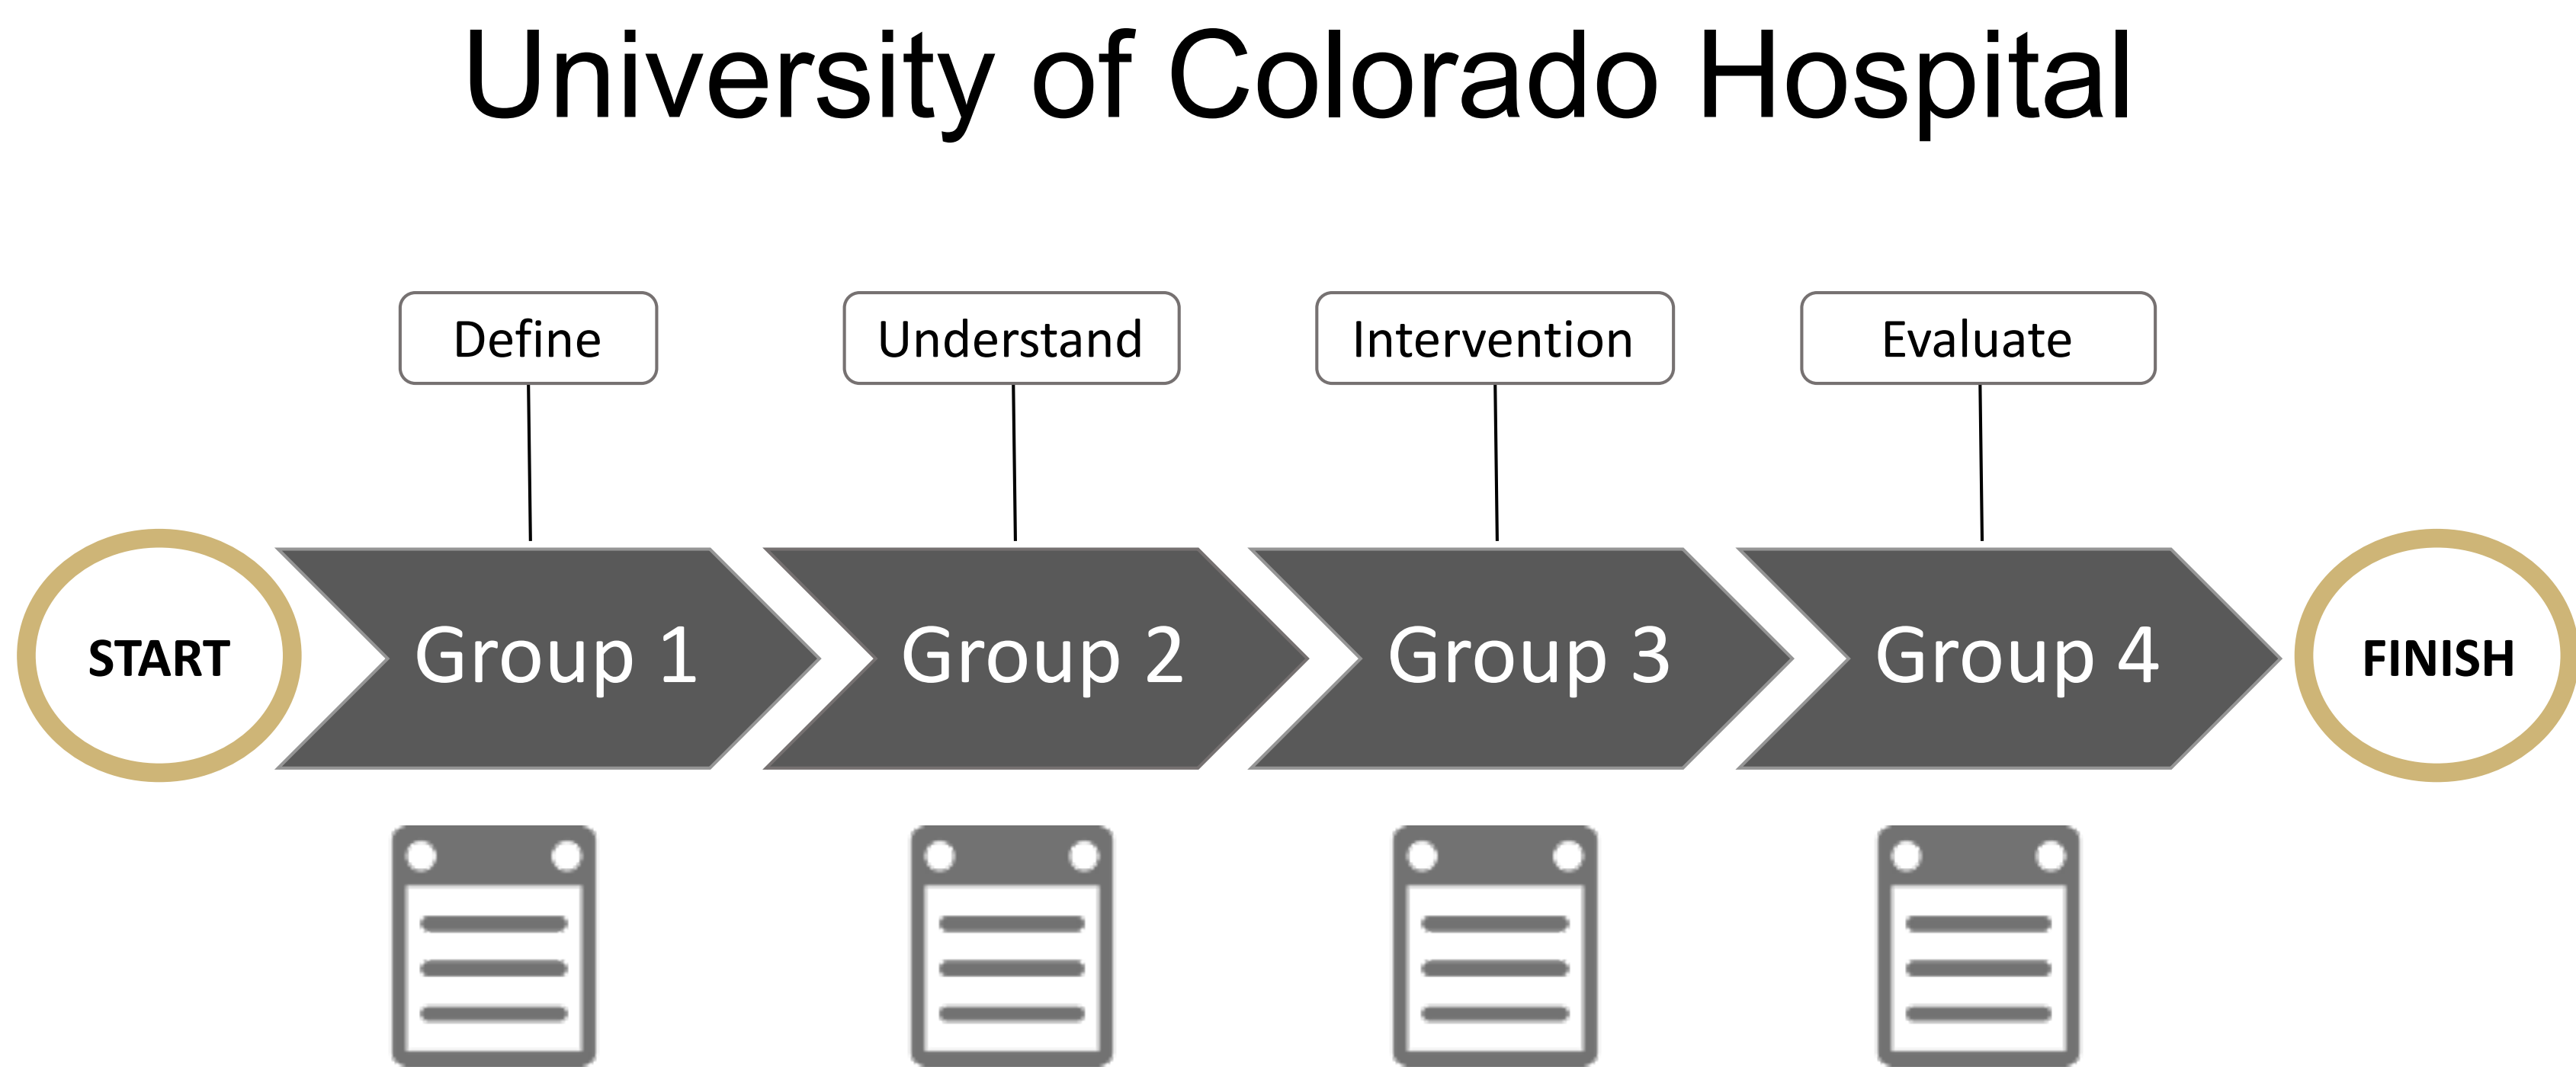 University of Colorado Hospital
Define
Understand
Intervention
Evaluate
START
Group 1
Group 2
Group 3
Group 4
FINISH